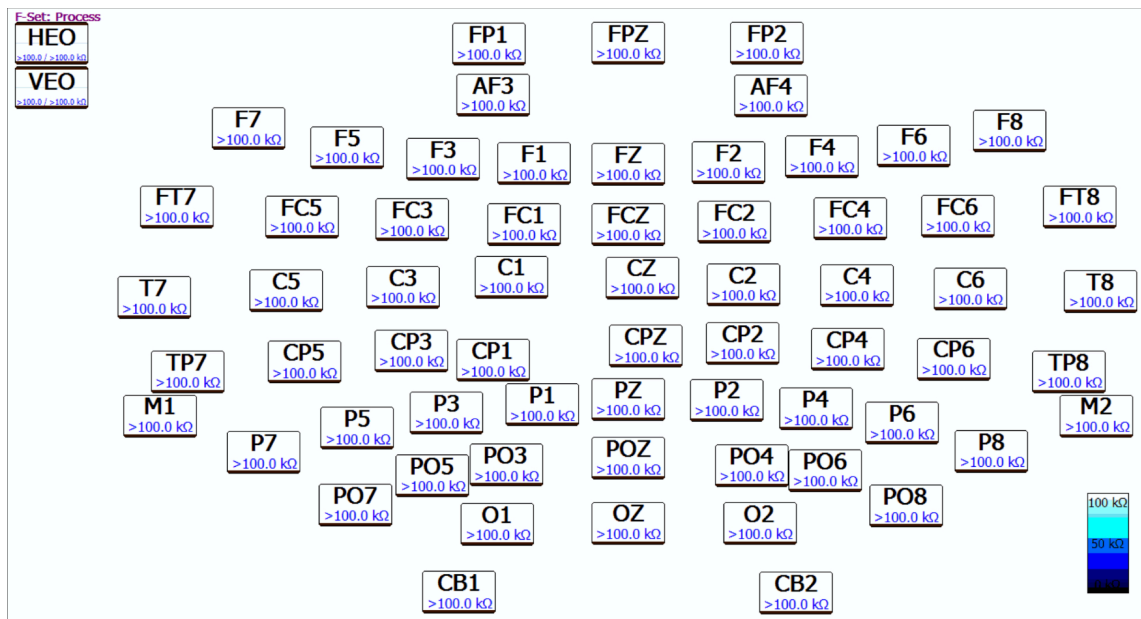 F-Set: Process
HEO
>100.0 / >100.0 kΩ
VEO
>100.0 / >100.0 kΩ
FP1
>100.0 kΩ
FPZ
>100.0 kΩ
FP2
>100.0 kΩ
AF3
>100.0 kΩ
AF4
>100.0 kΩ
F7
>100.0 kΩ
F5
>100.0 kΩ
F3
>100.0 kΩ
F1
>100.0 kΩ
FZ
>100.0 kΩ
F2
>100.0 kΩ
F4
>100.0 kΩ
F6
>100.0 kΩ
F8
>100.0 kΩ
FT7
>100.0 kΩ
FC5
>100.0 kΩ
FC3
>100.0 kΩ
FC1
>100.0 kΩ
FCZ
>100.0 kΩ
FC2
>100.0 kΩ
FC4
>100.0 kΩ
FC6
>100.0 kΩ
FT8
>100.0 kΩ
T7
>100.0 kΩ
C5
>100.0 kΩ
C3
>100.0 kΩ
C1
>100.0 kΩ
CZ
>100.0 kΩ
C2
>100.0 kΩ
C4
>100.0 kΩ
C6
>100.0 kΩ
T8
>100.0 kΩ
TP7
>100.0 kΩ
CP5
>100.0 kΩ
CP3
>100.0 kΩ
CP1
>100.0 kΩ
CPZ
>100.0 kΩ
CP2
>100.0 kΩ
CP4
>100.0 kΩ
CP6
>100.0 kΩ
TP8
>100.0 kΩ
M1
>100.0 kΩ
P7
>100.0 kΩ
P5
>100.0 kΩ
P3
>100.0 kΩ
P1
>100.0 kΩ
PZ
>100.0 kΩ
P2
>100.0 kΩ
P4
>100.0 kΩ
P6
>100.0 kΩ
P8
>100.0 kΩ
M2
>100.0 kΩ
PO7
>100.0 kΩ
PO5
>100.0 kΩ
PO3
>100.0 kΩ
POZ
>100.0 kΩ
PO4
>100.0 kΩ
PO6
>100.0 kΩ
PO8
>100.0 kΩ
O1
>100.0 kΩ
OZ
>100.0 kΩ
O2
>100.0 kΩ
CB1
>100.0 kΩ
CB2
>100.0 kΩ
100 kΩ
50 kΩ